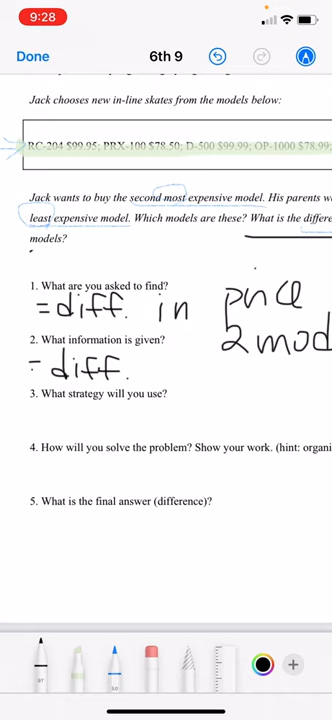 9:28
Done
6th 9
Jack chooses new in-line skates from the models below:
RC-204 $99.95; PRX-100 $78.50; D-500 $99.99; OP-1000 $78.99;
Jack wants to buy the second most expensive model. His parents w
least expensive model. Which models are these? What is the differe
models?
1. What are you asked to find?
= diff. in price
2. What information is given?
2 mod
= diff.
3. What strategy will you use?
4. How will you solve the problem? Show your work. (hint: organi
5. What is the final answer (difference)?